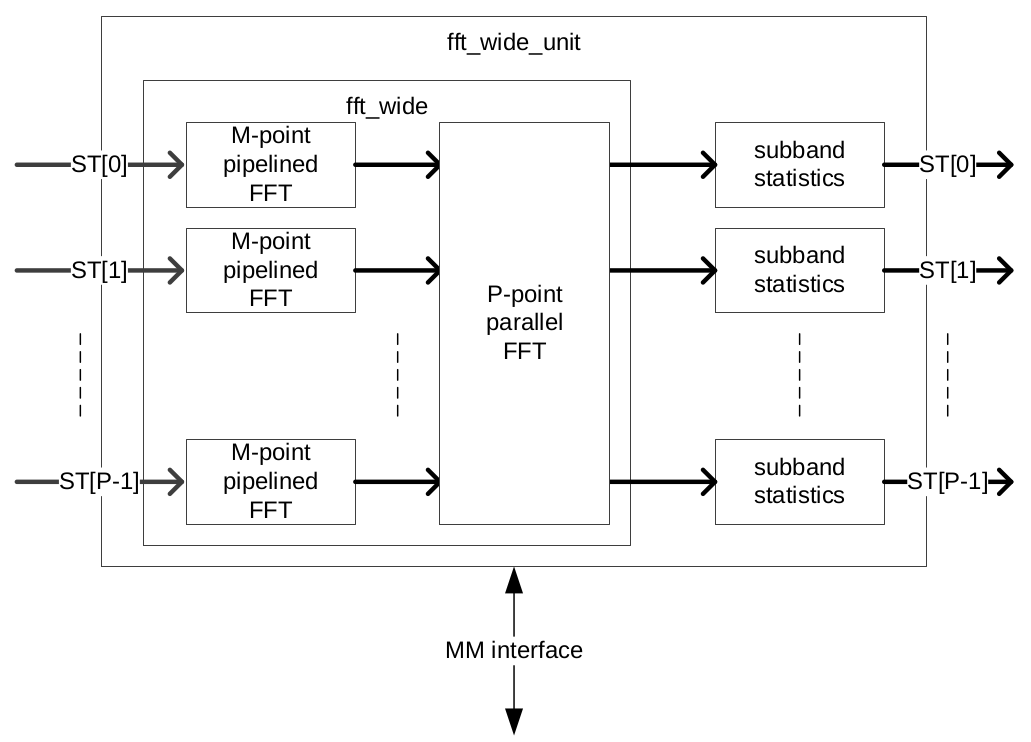 fft_wide_unit
fft_wide
ST[0]
M-point
pipelined
FFT
subband
statistics
ST[0]
ST[1]
M-point
pipelined
FFT
subband
statistics
ST[1]
P-point
parallel
FFT
ST[P-1]
M-point
pipelined
FFT
subband
statistics
ST[P-1]
MM interface